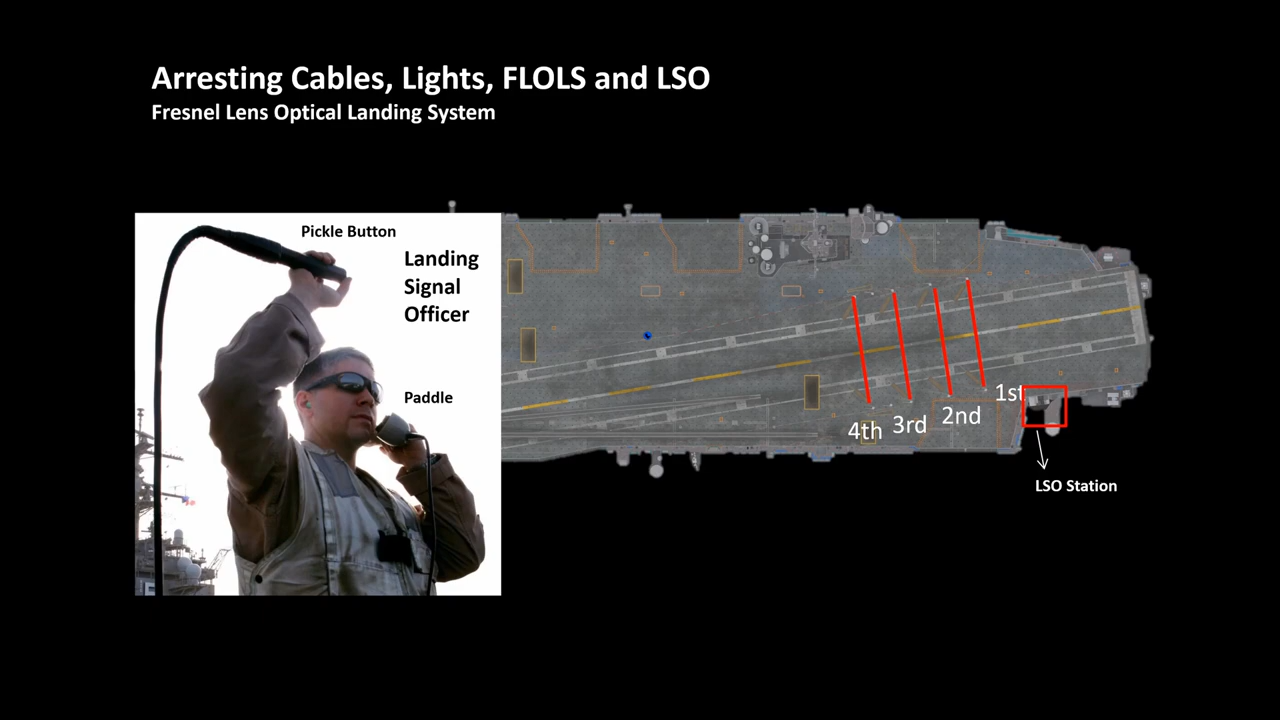 Arresting Cables, Lights, FLOLS and LSO
Fresnel Lens Optical Landing System
Pickle Button
Landing
Signal
Officer
Paddle
4th
3rd
2nd
1st
LSO Station